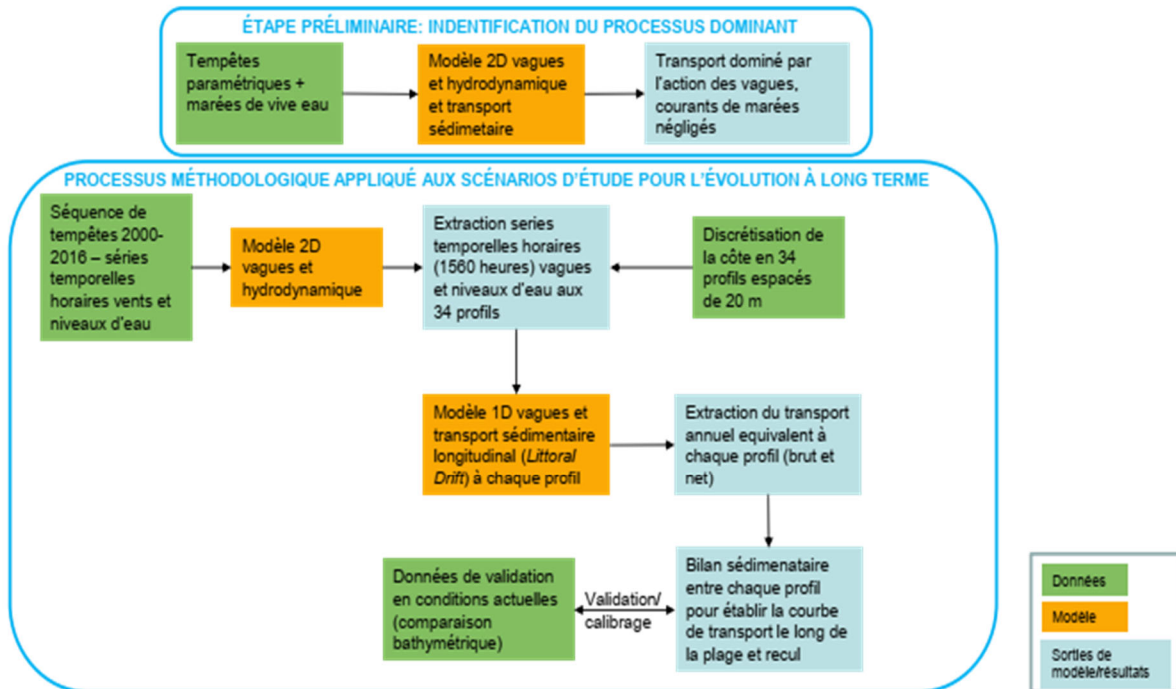 ÉTAPE PRÉLIMINAIRE: INDENTIFICATION DU PROCESSUS DOMINANT
Tempêtes
paramétriques +
marées de vive eau
Modèle 2D vagues
et hydrodynamique
et transport
sédimetaire
Transport dominé par
l'action des vagues,
courants de marées
négligés
PROCESSUS MÉTHODOLOGIQUE APPLIQUÉ AUX SCÉNARIOS D'ÉTUDE POUR L'ÉVOLUTION À LONG TERME
Séquence de
tempêtes 2000-
2016 – séries
temporelles
horaires vents et
niveaux d'eau
Modèle 2D
vagues et
hydrodynamique
Extraction series
temporelles horaires
(1560 heures) vagues
et niveaux d'eau aux
34 profils
Discrétisation de
la côte en 34
profils espacés
de 20 m
Modèle 1D vagues et
transport sédimentaire
longitudinal (Littoral
Drift) à chaque profil
Extraction du transport
annuel equivalent à
chaque profil (brut et
net)
Données de validation
en conditions actuelles
(comparaison
bathymétrique)
Validation/
calibrage
Bilan sédimenataire
entre chaque profil
pour établir la courbe
de transport le long de
la plage et recul
Données
Modèle
Sorties de
modèle/résultats